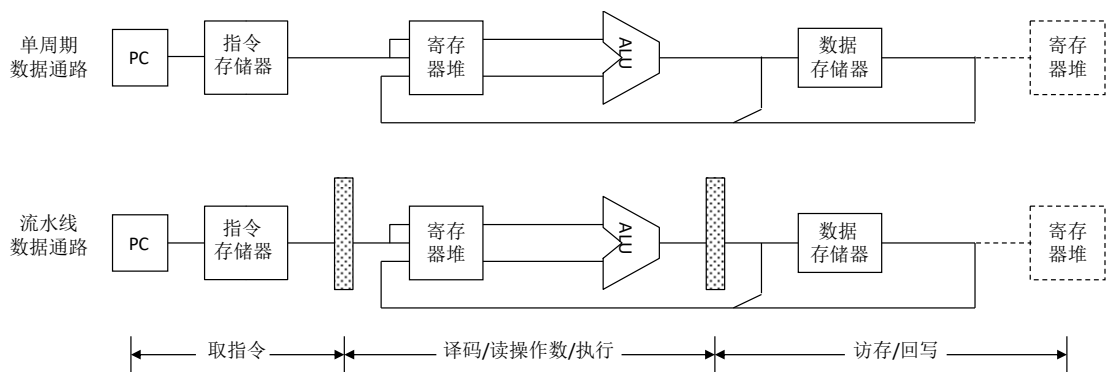 单周期
数据通路
PC
指令
存储器
寄存
器堆
ALU
数据
存储器
寄存
器堆
流水线
数据通路
PC
指令
存储器
寄存
器堆
ALU
数据
存储器
寄存
器堆
取指令
译码/读操作数/执行
访存/回写